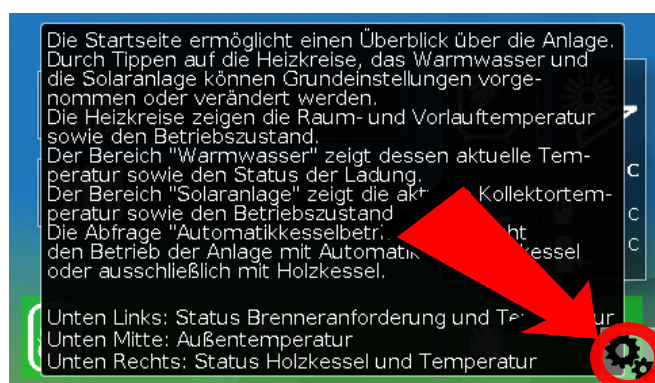 Die Startseite ermöglicht einen Überblick über die Anlage.
Durch Tippen auf die Heizkreise, das Warmwasser und
die Solaranlage können Grundeinstellungen vorge-
nommen oder verändert werden.
Die Heizkreise zeigen die Raum- und Vorlauftemperatur
sowie den Betriebszustand.
Der Bereich "Warmwasser" zeigt dessen aktuelle Tem-
peratur sowie den Status der Ladung.
Der Bereich "Solaranlage" zeigt die Kollektortem-
peratur sowie den Betriebszustand
Die Abfrage
den Betrieb der Anlage mit
oder ausschließlich mit Holzkessel.
Unten Links: Status Brenneranforderung und
Unten Mitte: Außentemperatur
Unten Rechts: Status Holzkessel und Temperatur
C
C
C